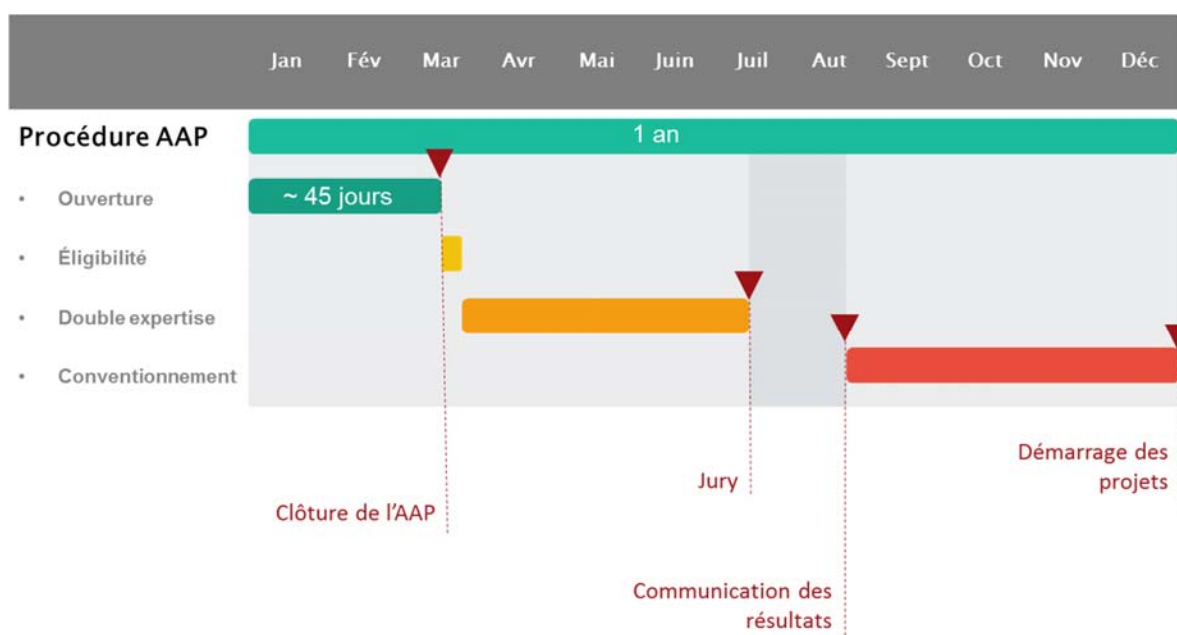 Jan Fév Mar Avr Mai Juin Juil Aut Sept Oct Nov Déc
Procédure AAP
1 an
• Ouverture
~ 45 jours
• Éligibilité
• Double expertise
• Conventionnement
Démarrage des
projets
Jury
Clôture de l'AAP
Communication des
résultats